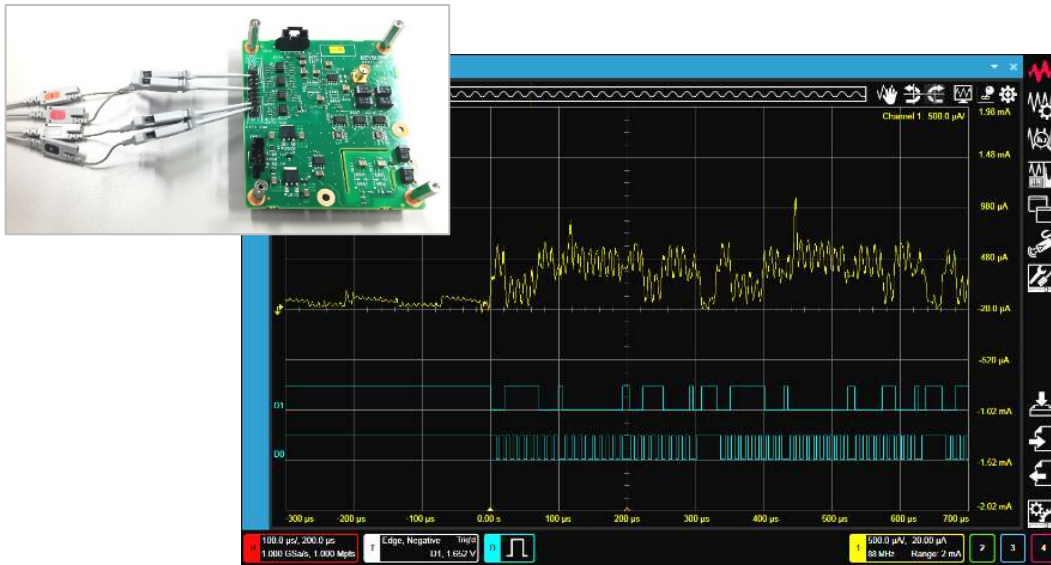 Channel 1  500.0 µA/
1.98 mA
1.48 mA
980 µA
480 µA
-20.0 µA
-520 µA
D1
-1.02 mA
D0
-1.52 mA
-2.02 mA
-300 µs -200 µs -100 µs 0.00 s 100 µs 200 µs 300 µs 400 µs 500 µs 600 µs 700 µs
H 100.0 µs/, 200.0 µs
1.000 GSa/s, 1.000 Mpts
T Edge, Negative Trig'd
D1, 1.652 V
D
1 500.0 µA/, 20.00 µA
88 MHz Range: 2 mA
2 3 4